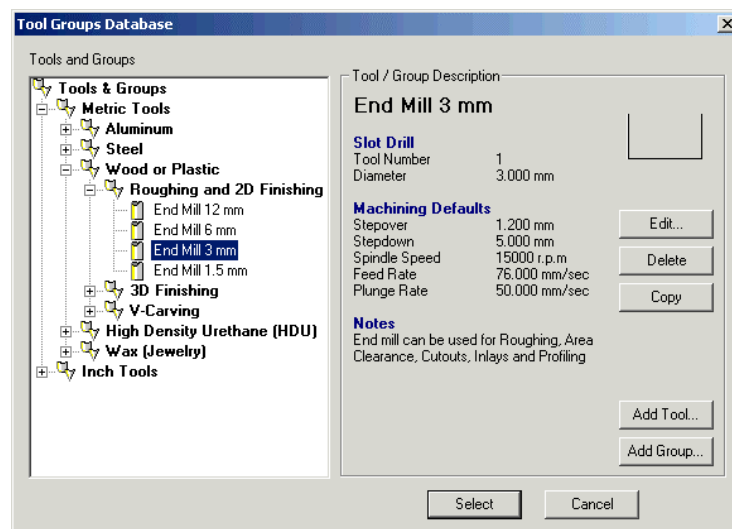 Tool Groups Database
Tools and Groups
Tools & Groups
Metric Tools
Aluminum
Steel
Wood or Plastic
Roughing and 2D Finishing
End Mill 12 mm
End Mill 6 mm
End Mill 3 mm
End Mill 1.5 mm
3D Finishing
V-Carving
High Density Urethane (HDU)
Wax (Jewelry)
Inch Tools
Tool / Group Description
End Mill 3 mm
Slot Drill
Tool Number 1
Diameter 3.000 mm
Machining Defaults
Stepover 1.200 mm
Stepdown 5.000 mm
Spindle Speed 15000 r.p.m
Feed Rate 76.000 mm/sec
Plunge Rate 50.000 mm/sec
Notes
End mill can be used for Roughing, Area
Clearance, Cutouts, Inlays and Profiling
Edit...
Delete
Copy
Add Tool...
Add Group...
Select
Cancel